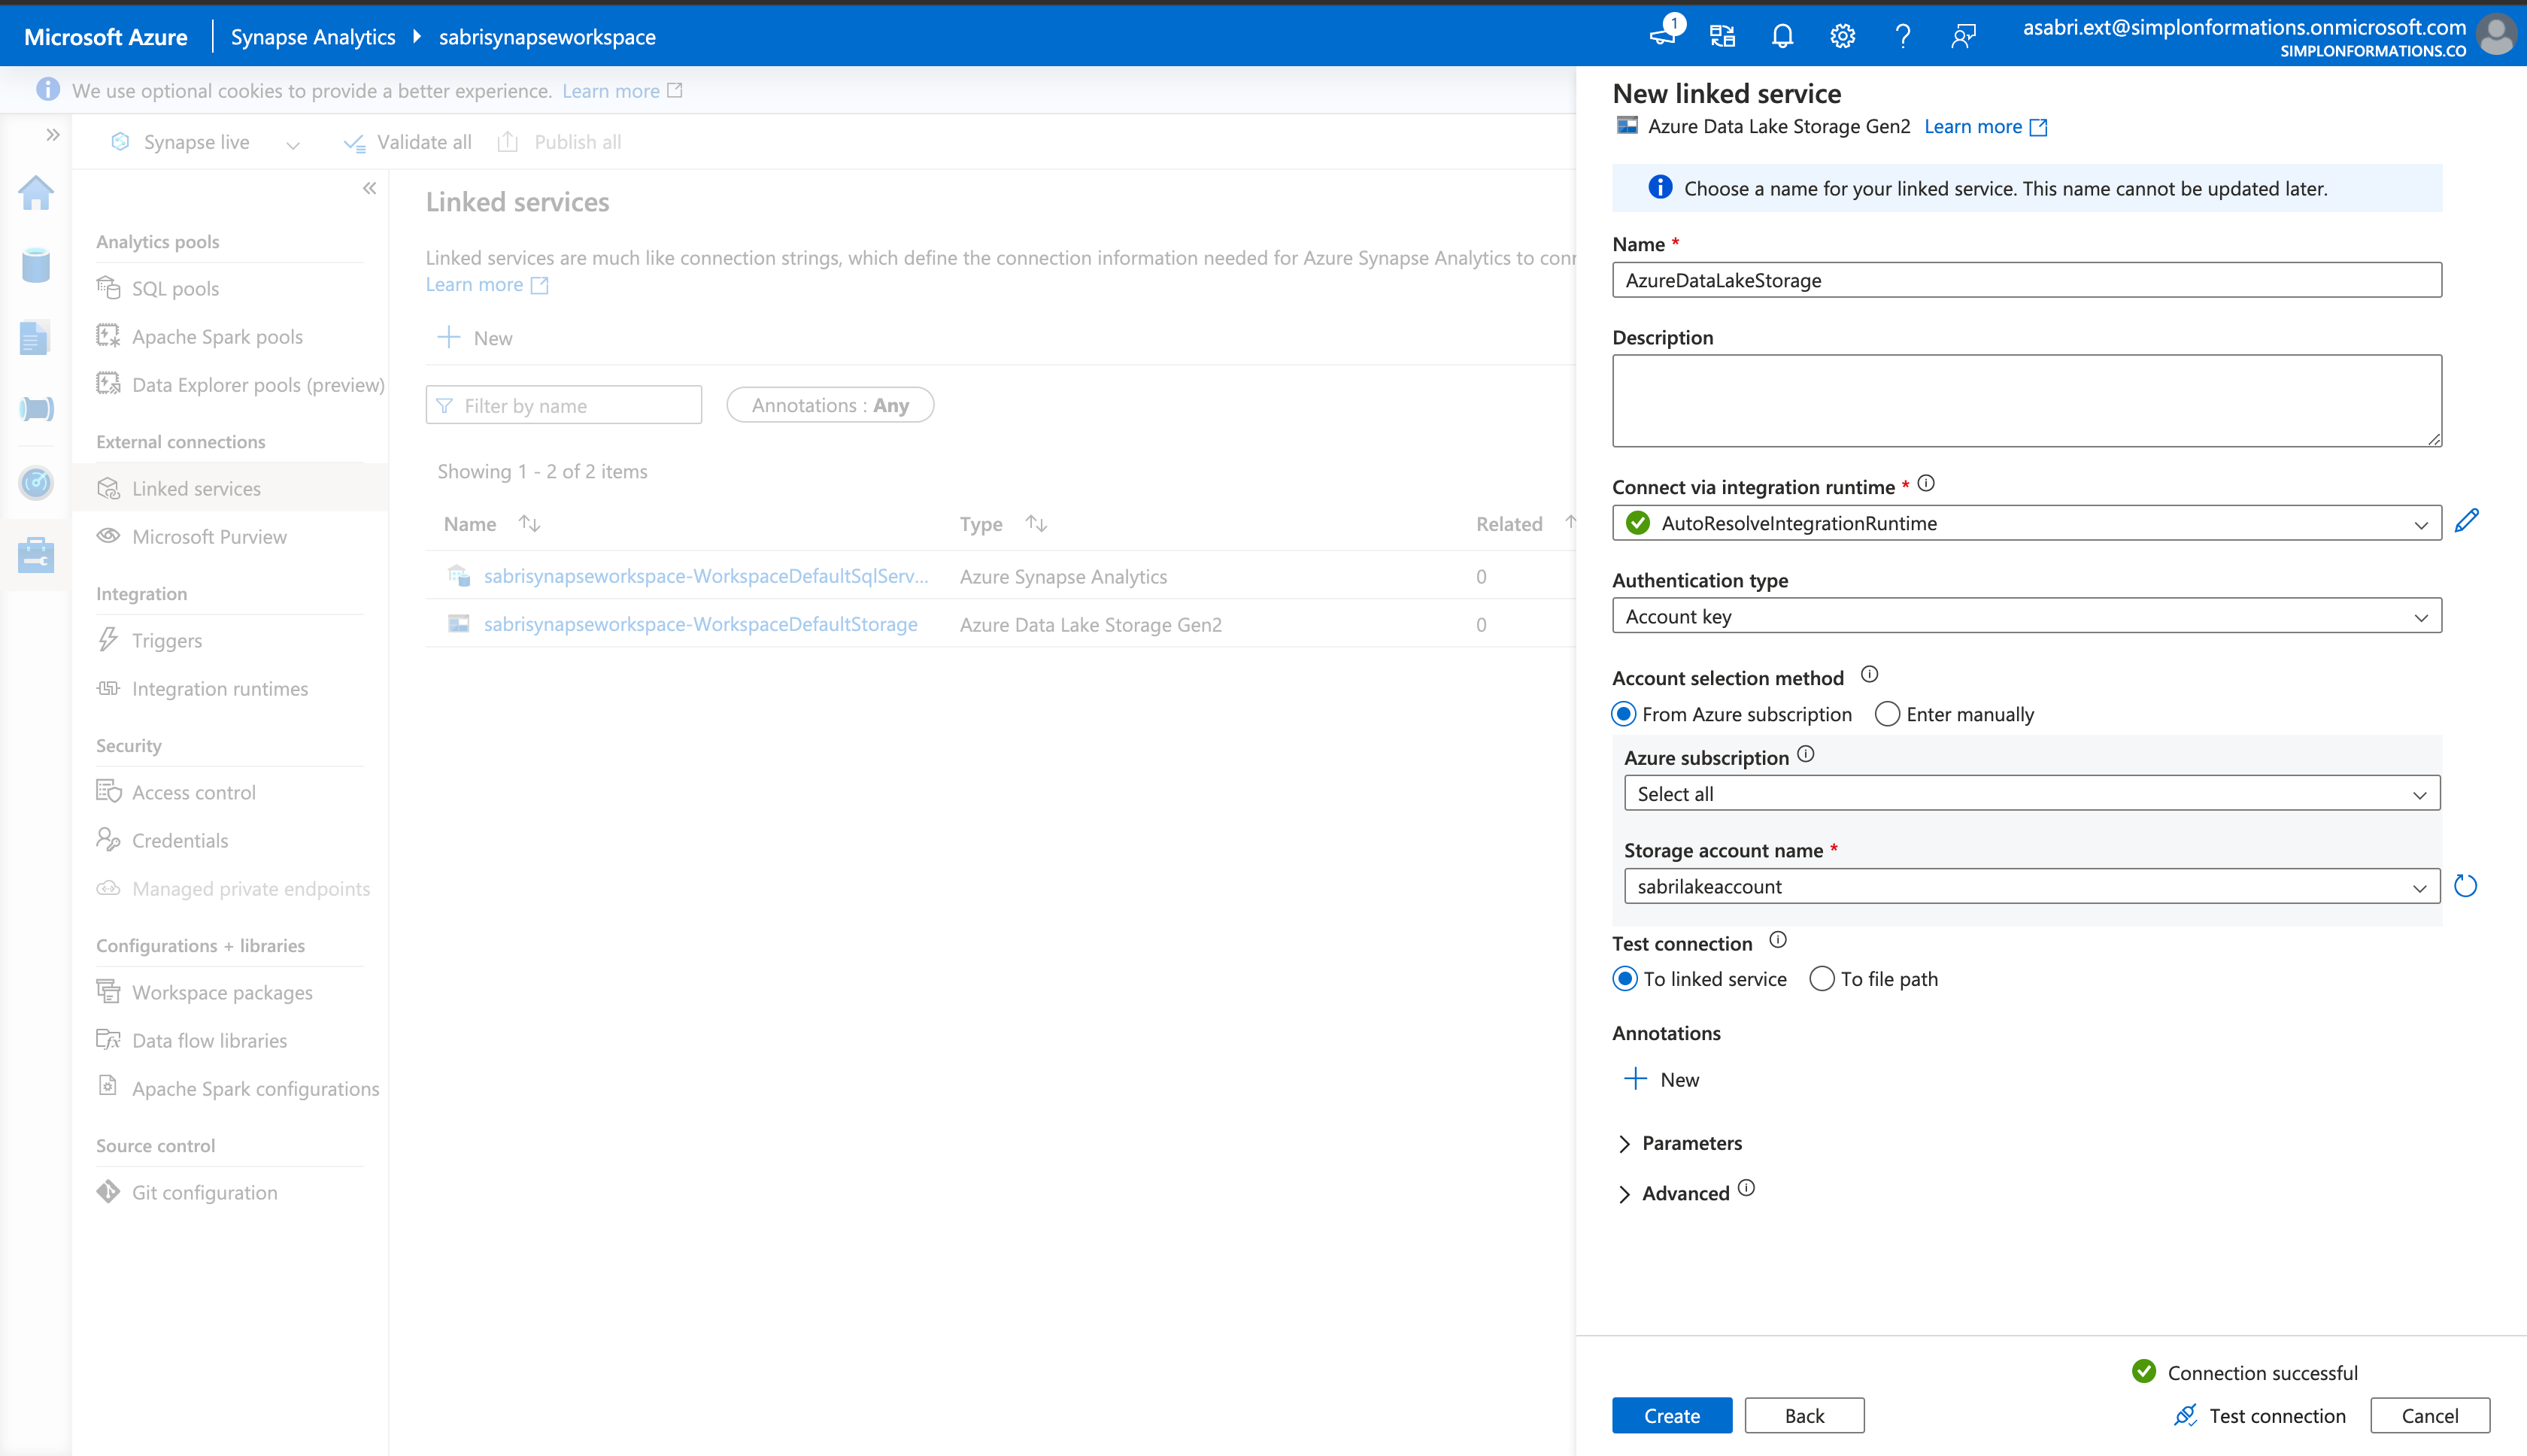 Microsoft Azure
Synapse Analytics
sabrisynapseworkspace
1
asabri.ext@simplonformations.onmicrosoft.com
SIMPLONFORMATIONS.CO
We use optional cookies to provide a better experience. Learn more
Synapse live
Validate all
Publish all
Analytics pools
SQL pools
Apache Spark pools
Data Explorer pools (preview)
External connections
Linked services
Microsoft Purview
Integration
Triggers
Integration runtimes
Security
Access control
Credentials
Managed private endpoints
Configurations + libraries
Workspace packages
Data flow libraries
Apache Spark configurations
Source control
Git configuration
Linked services
Linked services are much like connection strings, which define the connection information needed for Azure Synapse Analytics to conn
Learn more
New
Filter by name
Annotations : Any
Showing 1 - 2 of 2 items
Name Type Related
sabrisynapseworkspace-WorkspaceDefaultSqlServ... Azure Synapse Analytics 0
sabrisynapseworkspace-WorkspaceDefaultStorage Azure Data Lake Storage Gen2 0
New linked service
Azure Data Lake Storage Gen2 Learn more
Choose a name for your linked service. This name cannot be updated later.
Name *
AzureDataLakeStorage
Description
Connect via integration runtime *
AutoResolveIntegrationRuntime
Authentication type
Account key
Account selection method
From Azure subscription Enter manually
Azure subscription
Select all
Storage account name *
sabrilakeaccount
Test connection
To linked service To file path
Annotations
New
Parameters
Advanced
Connection successful
Create Back Test connection Cancel